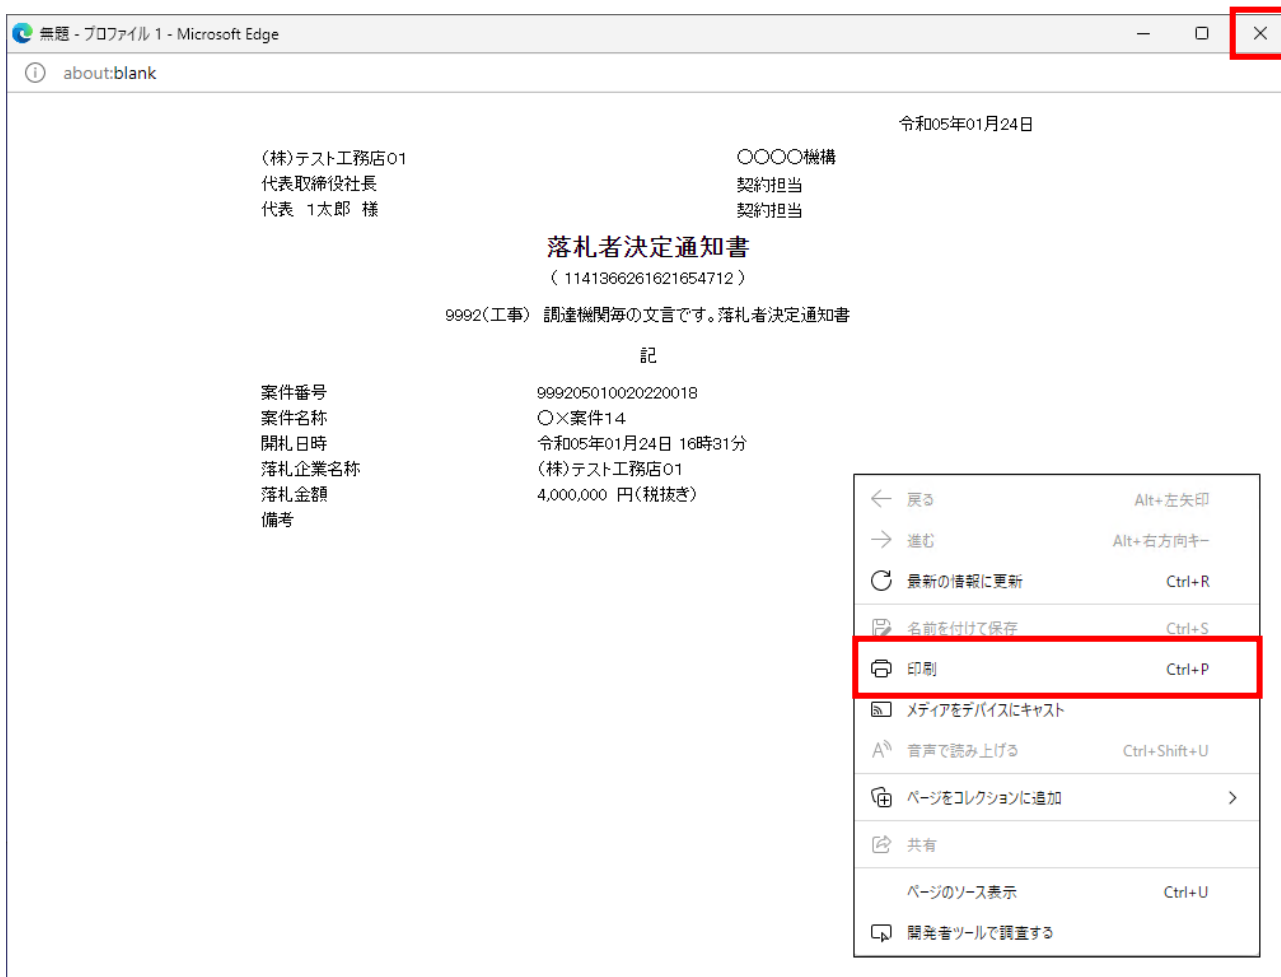 無題 - プロファイル 1 - Microsoft Edge
about:blank
令和05年01月24日
(株)テスト工務店01
〇〇〇〇機構
代表取締役社長
契約担当
代表 1太郎 様
契約担当
落札者決定通知書
( 1141366261621654712 )
9992(工事) 調達機関毎の文言です。落札者決定通知書
記
案件番号 999205010020220018
案件名称 〇×案件14
開札日時 令和05年01月24日 16時31分
落札企業名称 (株)テスト工務店01
落札金額 4,000,000 円(税抜き)
備考
戻る Alt+左矢印
進む Alt+右方向キー
最新の情報に更新 Ctrl+R
名前を付けて保存 Ctrl+S
印刷 Ctrl+P
メディアをデバイスにキャスト
音声で読み上げる Ctrl+Shift+U
ページをコレクションに追加
共有
ページのソース表示 Ctrl+U
開発者ツールで調査する